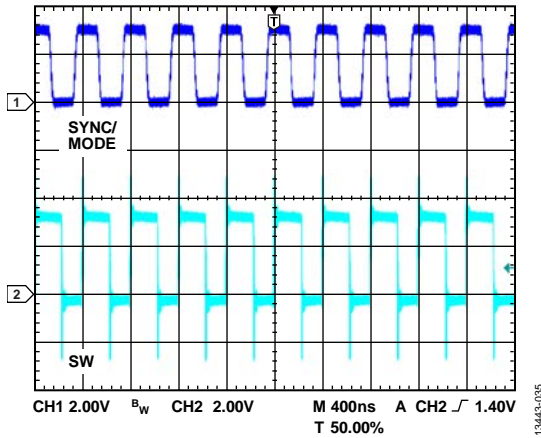 T
1
SYNC/
MODE
2
SW
CH1 2.00V BW CH2 2.00V M 400ns A CH2 1.40V
T 50.00%
13443-035